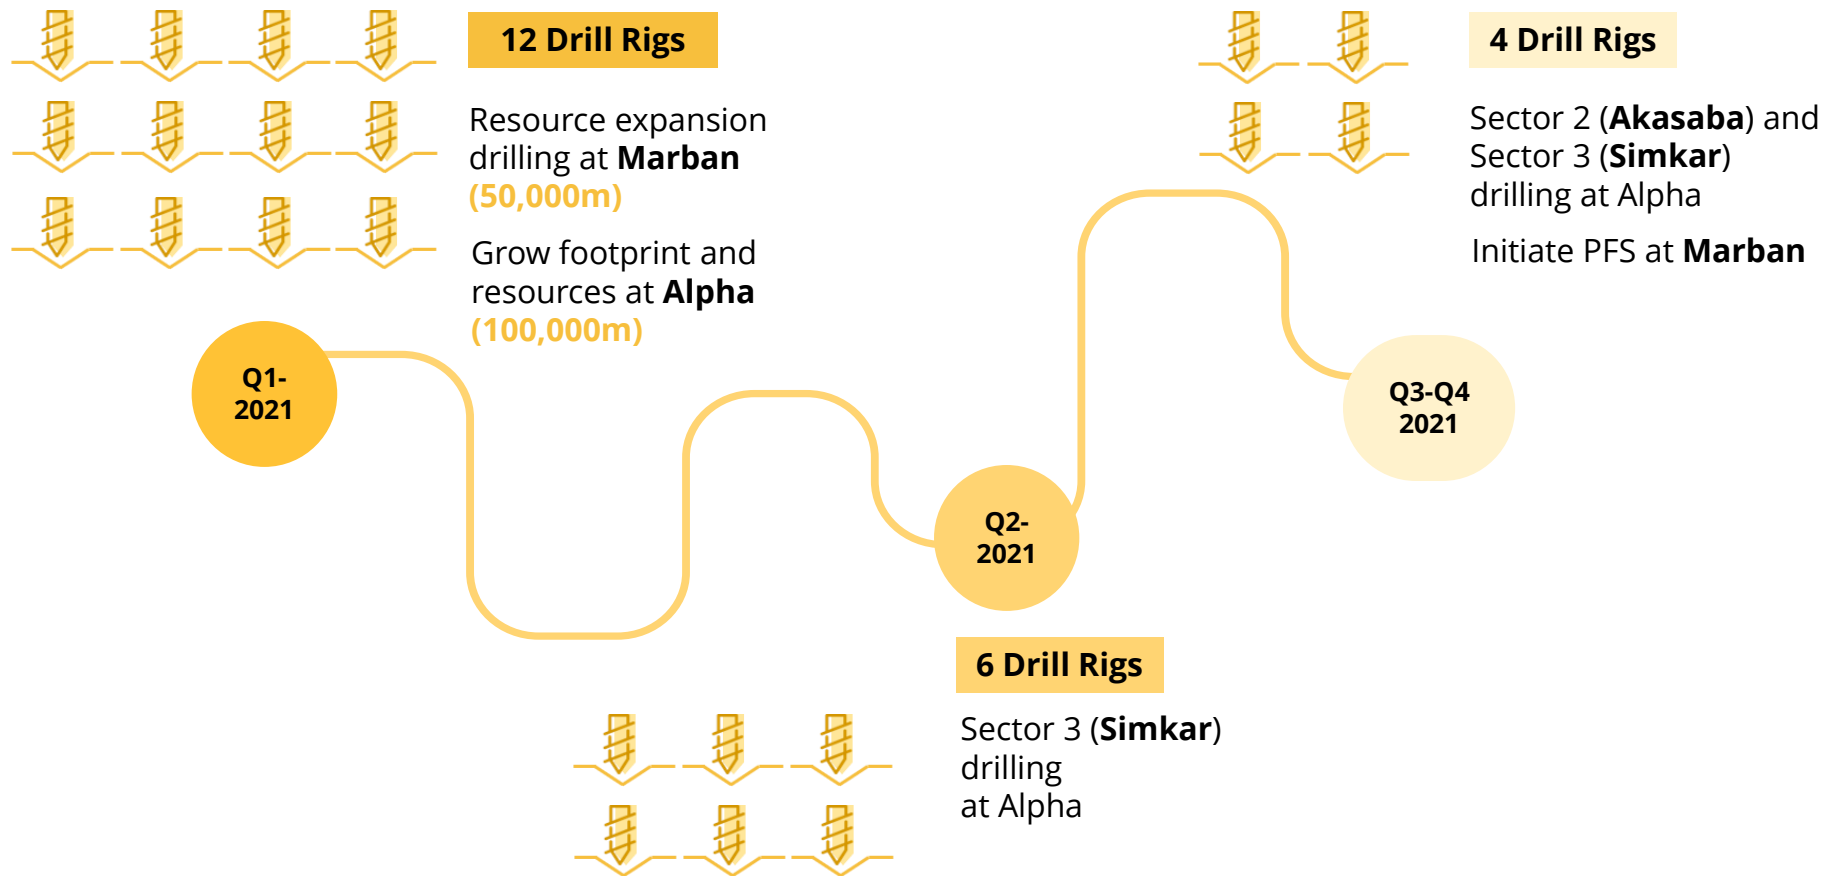 12 Drill Rigs
Resource expansion
drilling at Marban
(50,000m)
Grow footprint and
resources at Alpha
(100,000m)
Q1-
2021
Q2-
2021
6 Drill Rigs
Sector 3 (Simkar)
drilling
at Alpha
4 Drill Rigs
Sector 2 (Akasaba) and
Sector 3 (Simkar)
drilling at Alpha
Initiate PFS at Marban
Q3-Q4
2021